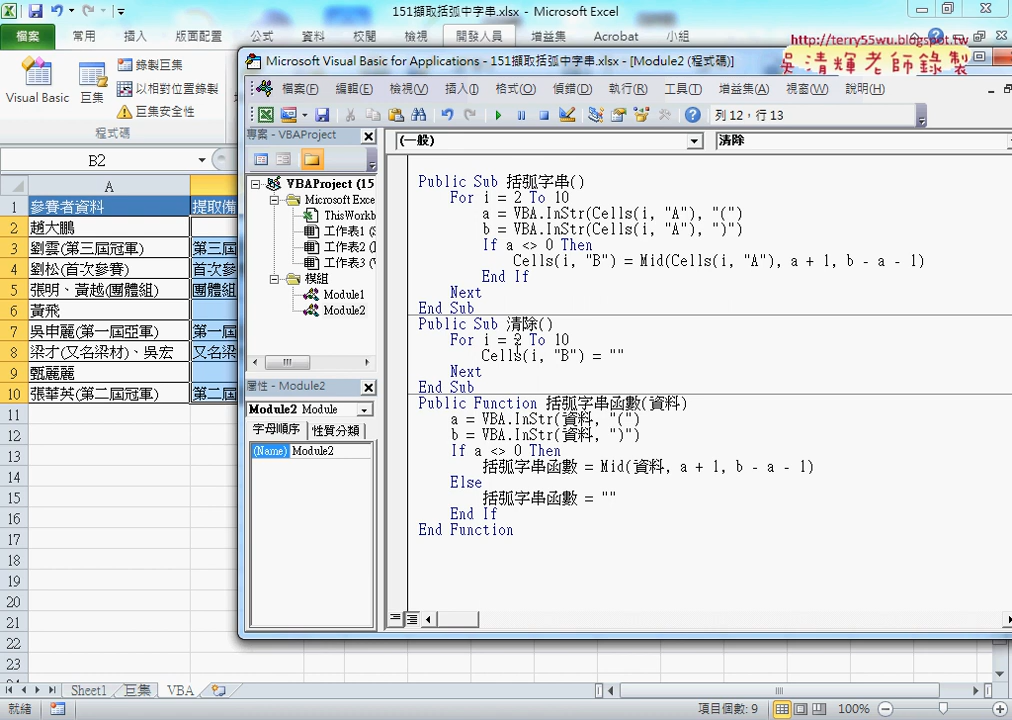 151擷取括弧中字串.xlsx - Microsoft Excel
檔案 常用 插入 版面配置 公式 資料 校閱 檢視 開發人員 增益集 Acrobat 小組
http://terry55wu.blogspot.tw
吳清輝老師錄製
Visual Basic 巨集 錄製巨集
以相對位置錄製
巨集安全性
程式碼
Microsoft Visual Basic for Applications - 151擷取括弧中字串.xlsx - [Module2 (程式碼)]
檔案(F) 編輯(E) 檢視(V) 插入(I) 格式(O) 偵錯(D) 執行(R) 工具(T) 增益集(A) 視窗(W) 說明(H)
列 12，行 13
專案 - VBAProject
(一般) 清除
B2
A
1 參賽者資料 提取備
2 趙大鵬
3 劉雲(第三屆冠軍) 第三屆
4 劉松(首次參賽) 首次參
5 張明、黃越(團體組) 團體組
6 黃飛
7 吳申麗(第一屆亞軍) 第一屆
8 梁才(又名梁材)、吳宏 又名梁
9 甄麗麗
10 張華英(第二屆冠軍) 第二屆
11
12
13
14
15
16
17
18
19
20
21
22
23
VBAProject (15
Microsoft Exce
ThisWorkb
工作表1 (S
工作表2 (
工作表3 (V
模組
Module1
Module2
屬性 - Module2
Module2 Module
字母順序 性質分類
(Name) Module2
Public Sub 括弧字串()
For i = 2 To 10
a = VBA.InStr(Cells(i, "A"), "(")
b = VBA.InStr(Cells(i, "A"), ")")
If a <> 0 Then
Cells(i, "B") = Mid(Cells(i, "A"), a + 1, b - a - 1)
End If
Next
End Sub
Public Sub 清除()
For i = 2 To 10
Cells(i, "B") = ""
Next
End Sub
Public Function 括弧字串函數(資料)
a = VBA.InStr(資料, "(")
b = VBA.InStr(資料, ")")
If a <> 0 Then
括弧字串函數 = Mid(資料, a + 1, b - a - 1)
Else
括弧字串函數 = ""
End If
End Function
Sheet1 巨集 VBA
就緒 項目個數: 9 100%